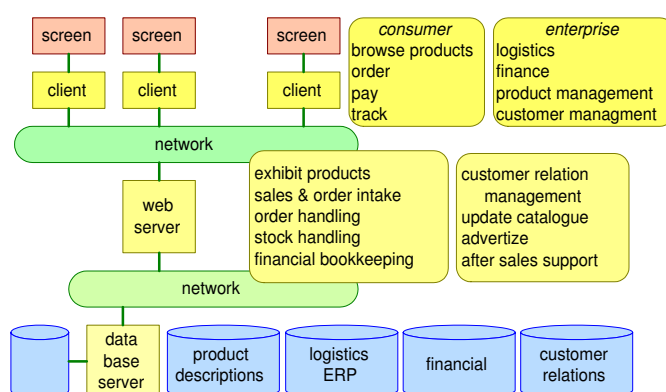 screen
screen
screen
client
client
client
consumer
browse products
order
pay
track
enterprise
logistics
finance
product management
customer managment
network
web
server
exhibit products
sales & order intake
order handling
stock handling
financial bookkeeping
customer relation
management
update catalogue
advertize
after sales support
network
data
base
server
product
descriptions
logistics
ERP
financial
customer
relations